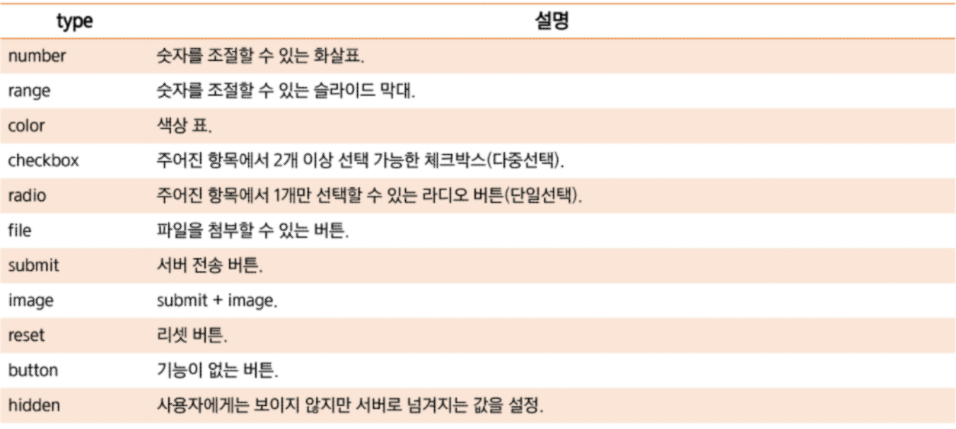 type 설명
number 숫자를 조절할 수 있는 화살표.
range 숫자를 조절할 수 있는 슬라이드 막대.
color 색상 표.
checkbox 주어진 항목에서 2개 이상 선택 가능한 체크박스(다중선택).
radio 주어진 항목에서 1개만 선택할 수 있는 라디오 버튼(단일선택).
file 파일을 첨부할 수 있는 버튼.
submit 서버 전송 버튼.
image submit + image.
reset 리셋 버튼.
button 기능이 없는 버튼.
hidden 사용자에게는 보이지 않지만 서버로 넘겨지는 값을 설정.